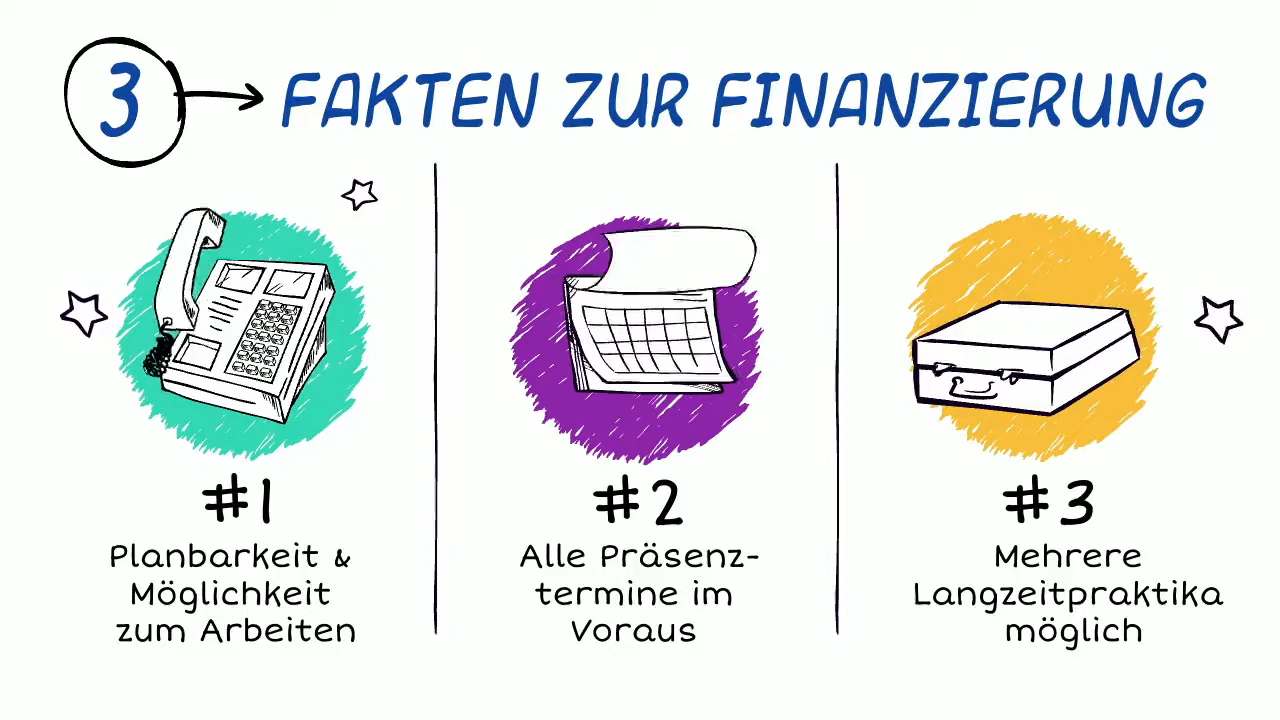 3 FAKTEN ZUR FINANZIERUNG
#1
Planbarkeit &
Möglichkeit
zum Arbeiten
#2
Alle Präsenz-
termine im
Voraus
#3
Mehrere
Langzeitpraktika
möglich